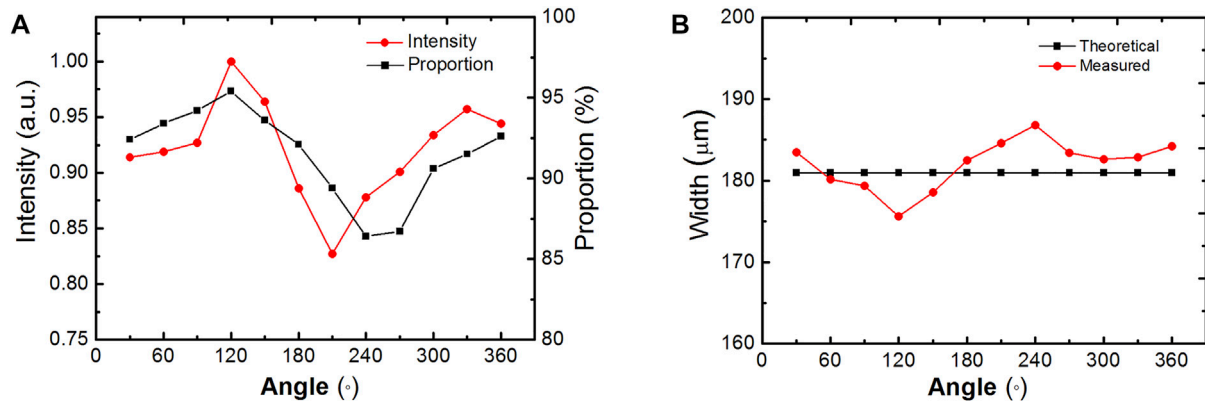 A
Intensity
Proportion
Intensity (a.u.)
1.00
0.95
0.90
0.85
0.80
0.75
100
95
90
85
80
Proportion (%)
0 60 120 180 240 300 360
Angle (◦)
B
Theoretical
Measured
Width (μm)
200
190
180
170
160
0 60 120 180 240 300 360
Angle (◦)